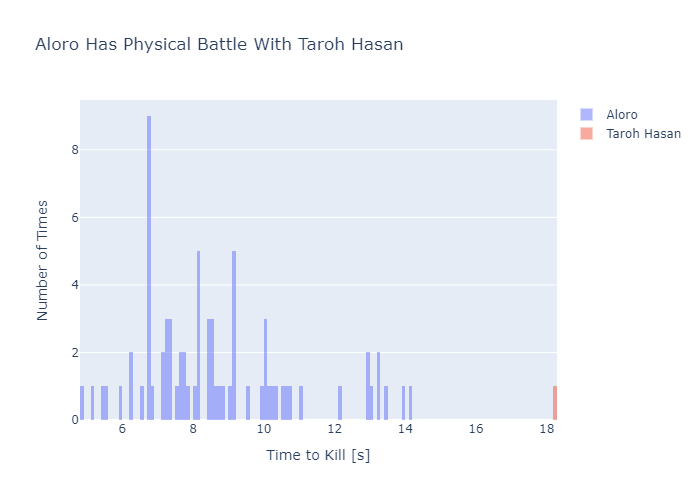 Aloro Has Physical Battle With Taroh Hasan
Aloro
Taroh Hasan
Number of Times
8
6
4
2
0
6
8
10
12
14
16
18
Time to Kill [s]